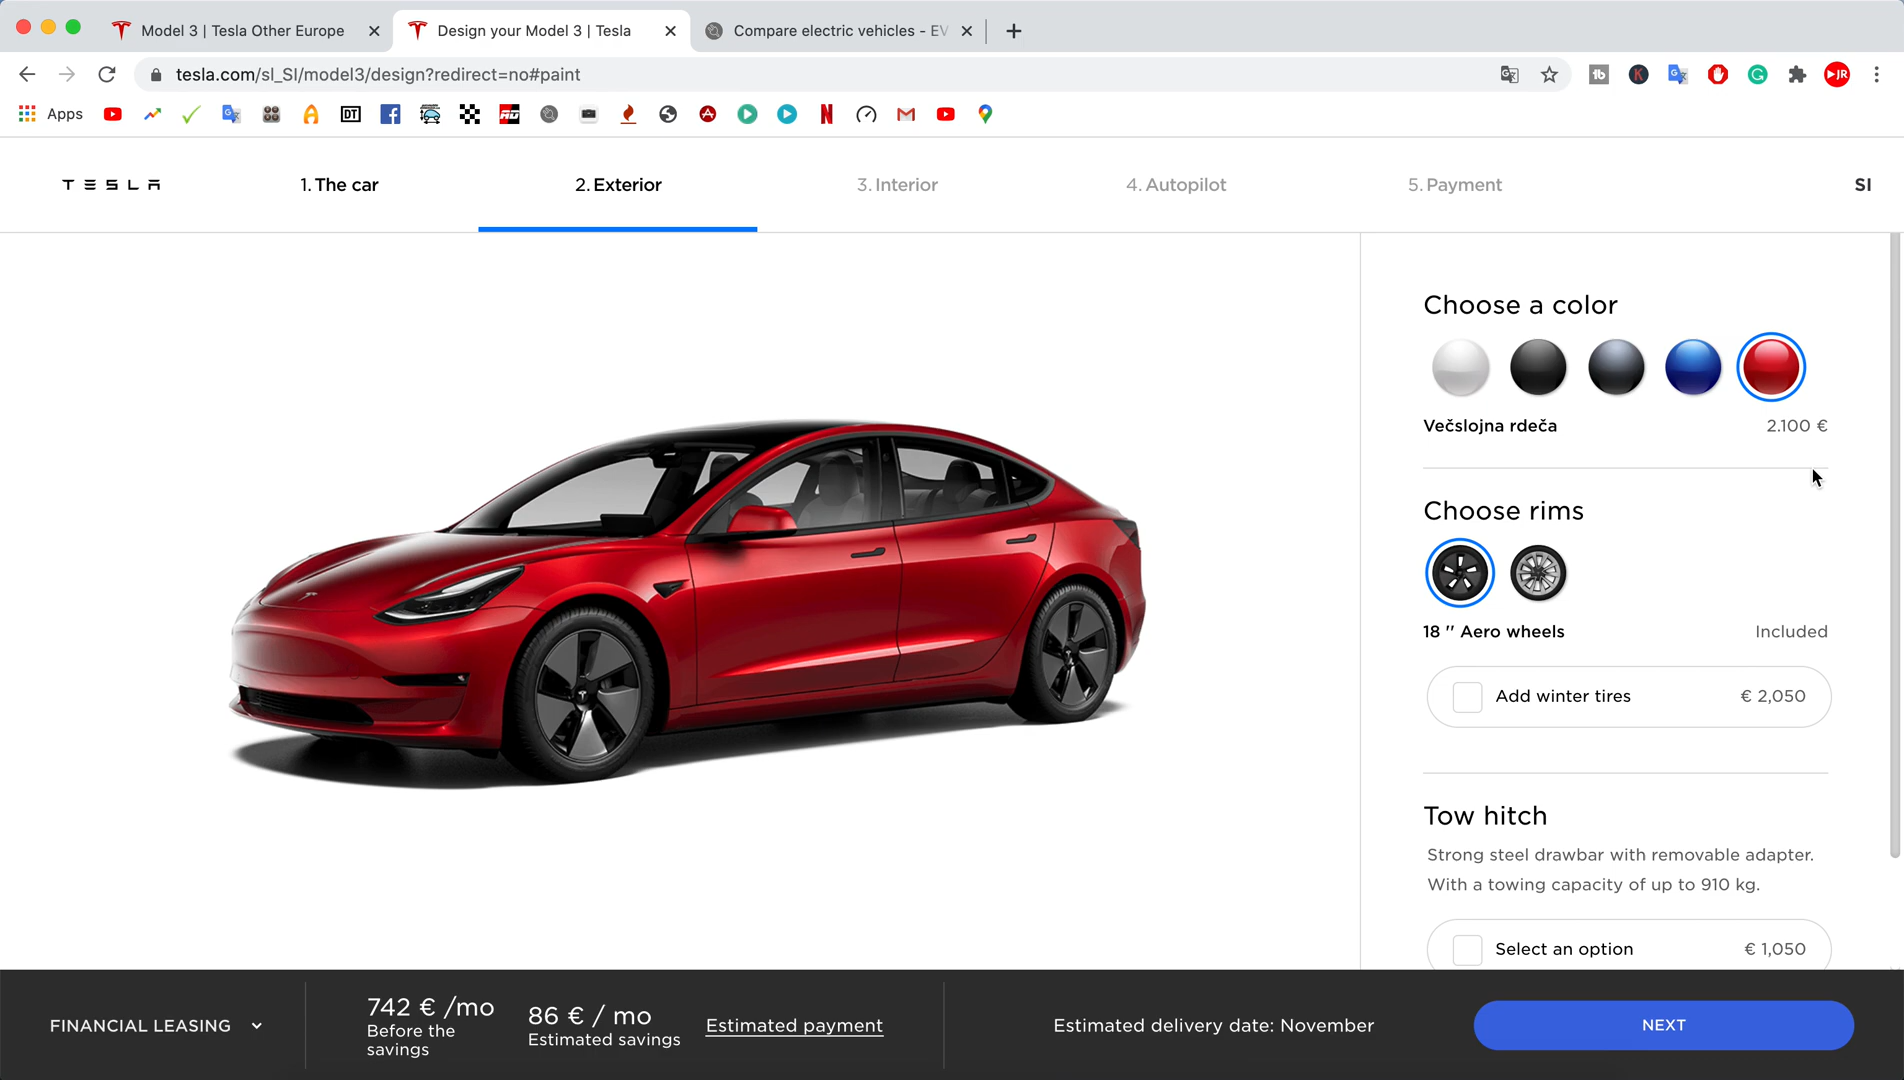 Model 3 | Tesla Other Europe
Design your Model 3 | Tesla
Compare electric vehicles - EV
tesla.com/sl_SI/model3/design?redirect=no#paint
Apps
TESLA
1. The car
2. Exterior
3. Interior
4. Autopilot
5. Payment
SI
Choose a color
Večslojna rdeča 2.100 €
Choose rims
18 '' Aero wheels Included
Add winter tires € 2,050
Tow hitch
Strong steel drawbar with removable adapter.
With a towing capacity of up to 910 kg.
Select an option € 1,050
FINANCIAL LEASING
742 € /mo
Before the
savings
86 € / mo
Estimated savings
Estimated payment
Estimated delivery date: November
NEXT